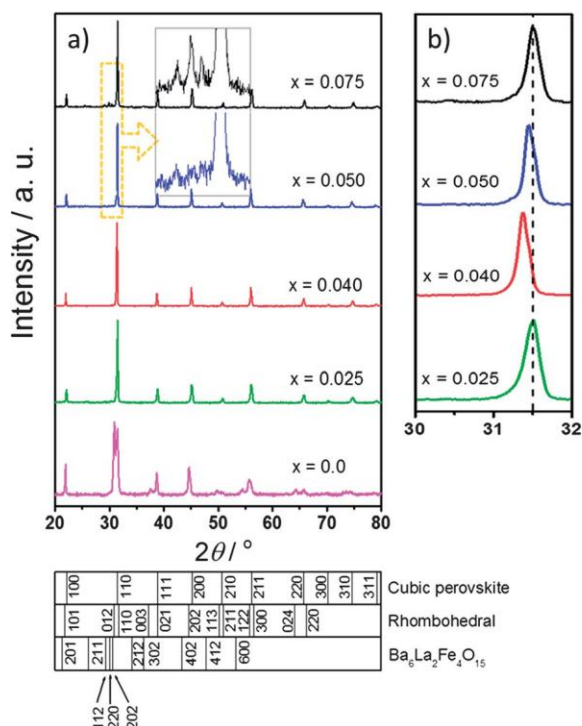 a)
b)
x = 0.075
x = 0.075
x = 0.050
x = 0.050
x = 0.040
x = 0.040
x = 0.025
x = 0.025
x = 0.0
Intensity / a. u.
20 30 40 50 60 70 80
30 31 32
2θ / °
100 110 111 200 210 211 220 300 310 311 Cubic perovskite
101 012 110 003 021 202 113 211 122 300 024 220 Rhombohedral
201 211 212 302 402 412 600 Ba₆La₂Fe₄O₁₅
112 220 202